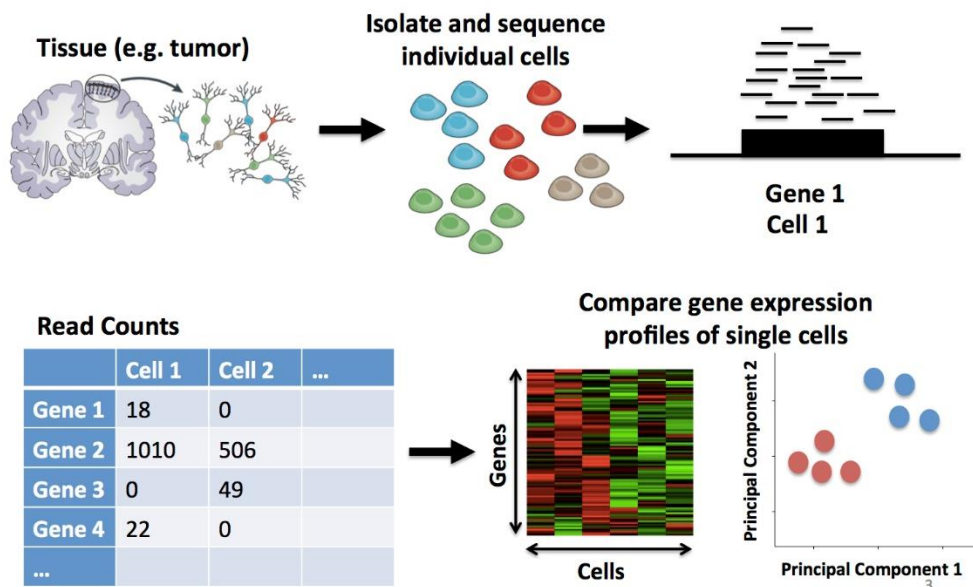 Tissue (e.g. tumor)
Isolate and sequence
individual cells
Gene 1
Cell 1
Read Counts
Cell 1 Cell 2 ...
Gene 1 18 0
Gene 2 1010 506
Gene 3 0 49
Gene 4 22 0
...
Compare gene expression
profiles of single cells
Genes
Cells
Principal Component 2
Principal Component 1
3